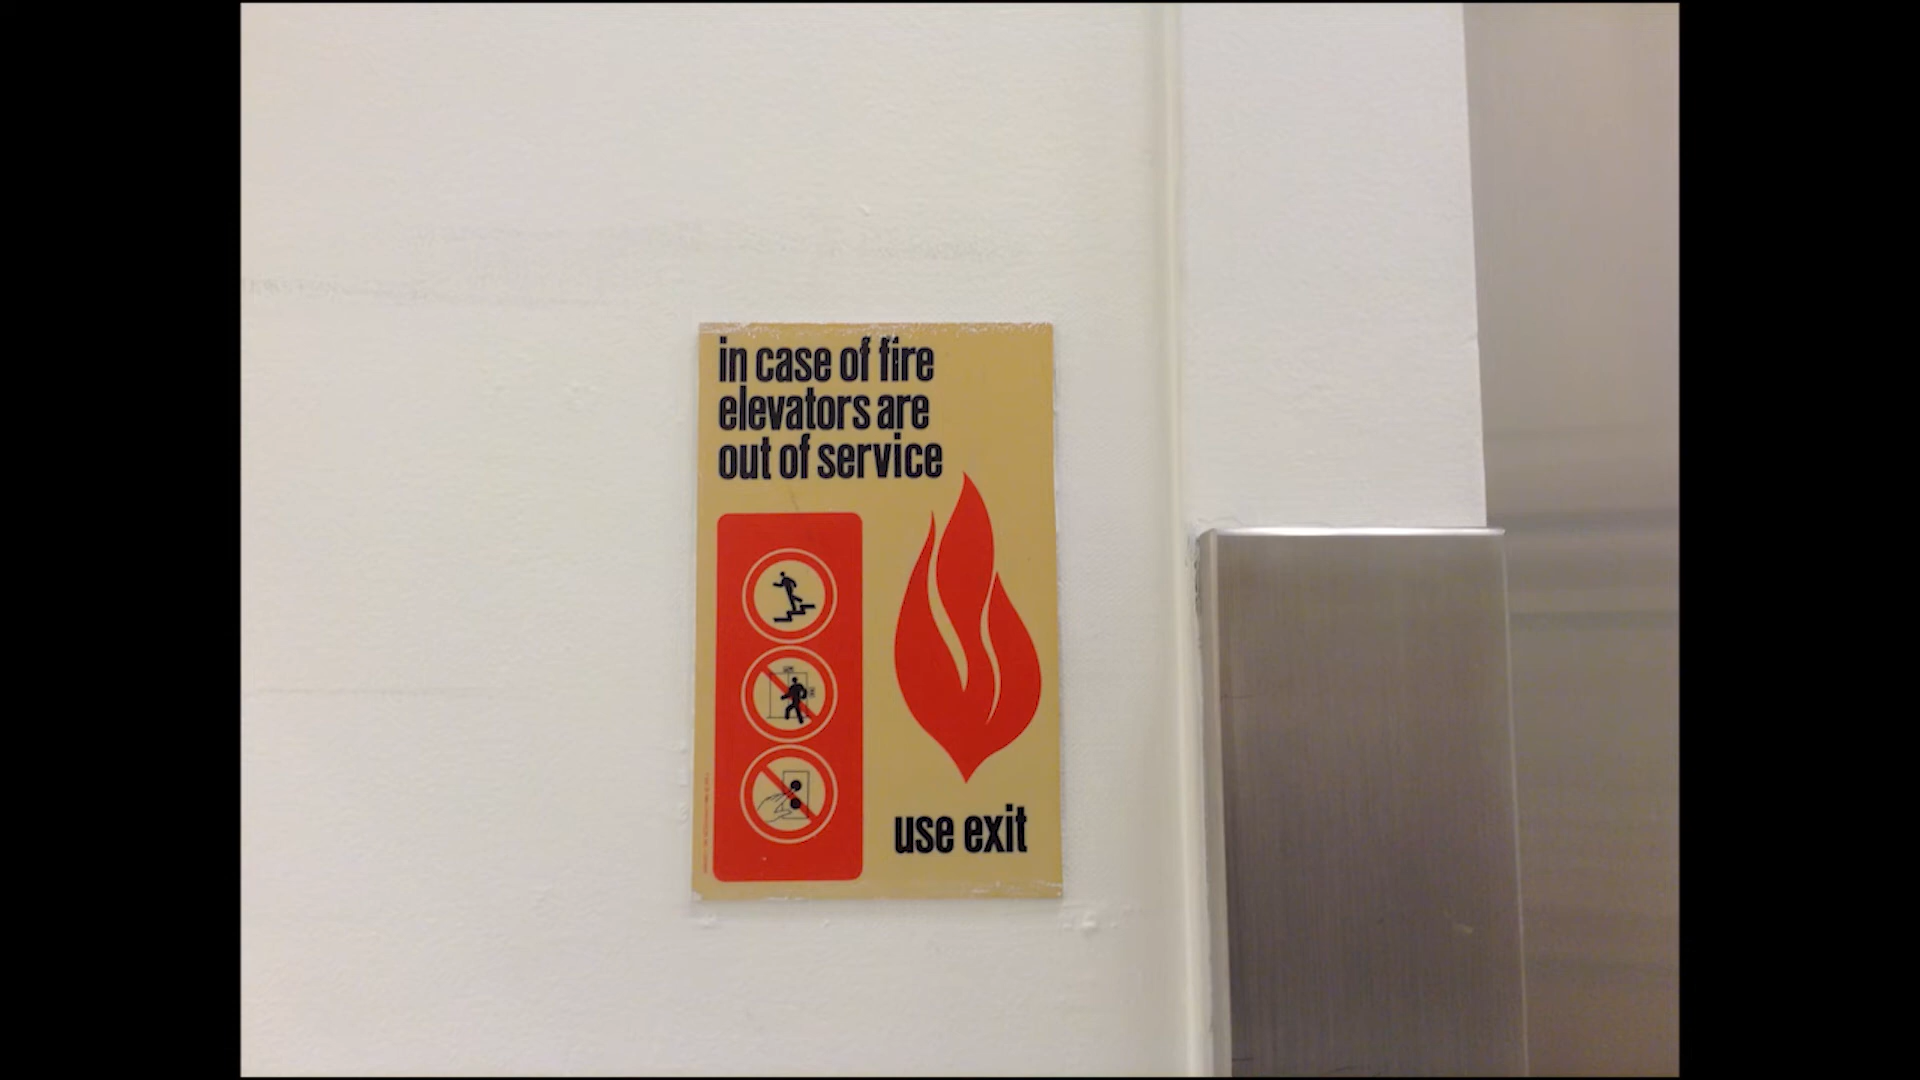 in case of fire
elevators are
out of service
use exit